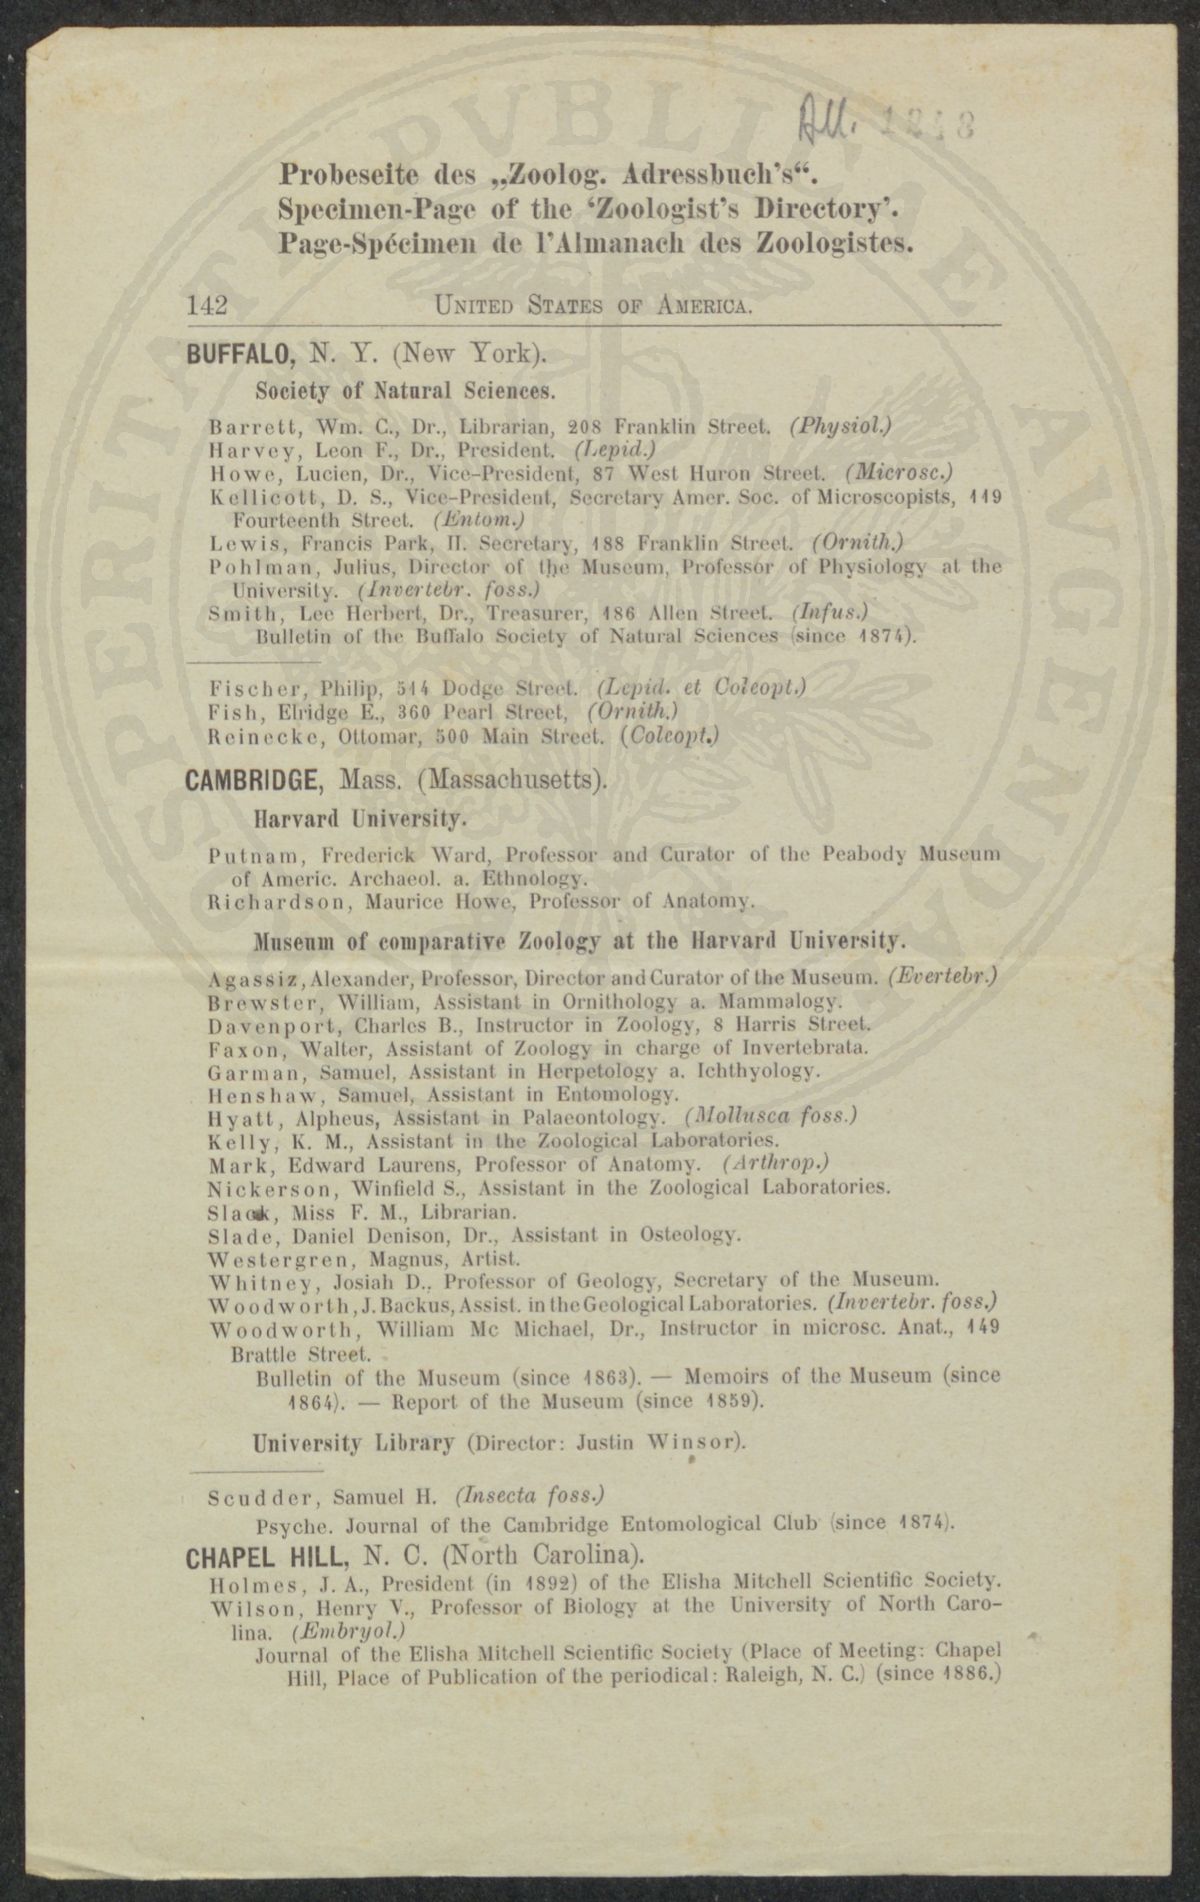 All. 1218
Probeseite des „Zoolog. Adressbuch's“.
Specimen-Page of the ‘Zoologist's Directory’.
Page-Spécimen de l'Almanach des Zoologistes.
142 United States of America.
BUFFALO, N. Y. (New York).
Society of Natural Sciences.
Barrett, Wm. C., Dr., Librarian, 208 Franklin Street. (Physiol.)
Harvey, Leon F., Dr., President. (Lepid.)
Howe, Lucien, Dr., Vice-President, 87 West Huron Street. (Microsc.)
Kellicott, D. S., Vice-President, Secretary Amer. Soc. of Microscopists, 119
Fourteenth Street. (Entom.)
Lewis, Francis Park, II. Secretary, 188 Franklin Street. (Ornith.)
Pohlman, Julius, Director of the Museum, Professor of Physiology at the
University. (Invertebr. foss.)
Smith, Lee Herbert, Dr., Treasurer, 186 Allen Street. (Infus.)
Bulletin of the Buffalo Society of Natural Sciences (since 1874).
Fischer, Philip, 514 Dodge Street. (Lepid. et Coleopt.)
Fish, Elridge E., 360 Pearl Street, (Ornith.)
Reinecke, Ottomar, 500 Main Street. (Coleopt.)
CAMBRIDGE, Mass. (Massachusetts).
Harvard University.
Putnam, Frederick Ward, Professor and Curator of the Peabody Museum
of Americ. Archaeol. a. Ethnology.
Richardson, Maurice Howe, Professor of Anatomy.
Museum of comparative Zoology at the Harvard University.
Agassiz, Alexander, Professor, Director and Curator of the Museum. (Evertebr.)
Brewster, William, Assistant in Ornithology a. Mammalogy.
Davenport, Charles B., Instructor in Zoology, 8 Harris Street.
Faxon, Walter, Assistant of Zoology in charge of Invertebrata.
Garman, Samuel, Assistant in Herpetology a. Ichthyology.
Henshaw, Samuel, Assistant in Entomology.
Hyatt, Alpheus, Assistant in Palaeontology. (Mollusca foss.)
Kelly, K. M., Assistant in the Zoological Laboratories.
Mark, Edward Laurens, Professor of Anatomy. (Arthrop.)
Nickerson, Winfield S., Assistant in the Zoological Laboratories.
Slack, Miss F. M., Librarian.
Slade, Daniel Denison, Dr., Assistant in Osteology.
Westergren, Magnus, Artist.
Whitney, Josiah D., Professor of Geology, Secretary of the Museum.
Woodworth, J. Backus, Assist. in the Geological Laboratories. (Invertebr. foss.)
Woodworth, William Mc Michael, Dr., Instructor in microsc. Anat., 149
Brattle Street.
Bulletin of the Museum (since 1863). — Memoirs of the Museum (since
1864). — Report of the Museum (since 1859).
University Library (Director: Justin Winsor).
Scudder, Samuel H. (Insecta foss.)
Psyche. Journal of the Cambridge Entomological Club (since 1874).
CHAPEL HILL, N. C. (North Carolina).
Holmes, J. A., President (in 1892) of the Elisha Mitchell Scientific Society.
Wilson, Henry V., Professor of Biology at the University of North Caro-
lina. (Embryol.)
Journal of the Elisha Mitchell Scientific Society (Place of Meeting: Chapel
Hill, Place of Publication of the periodical: Raleigh, N. C.) (since 1886.)